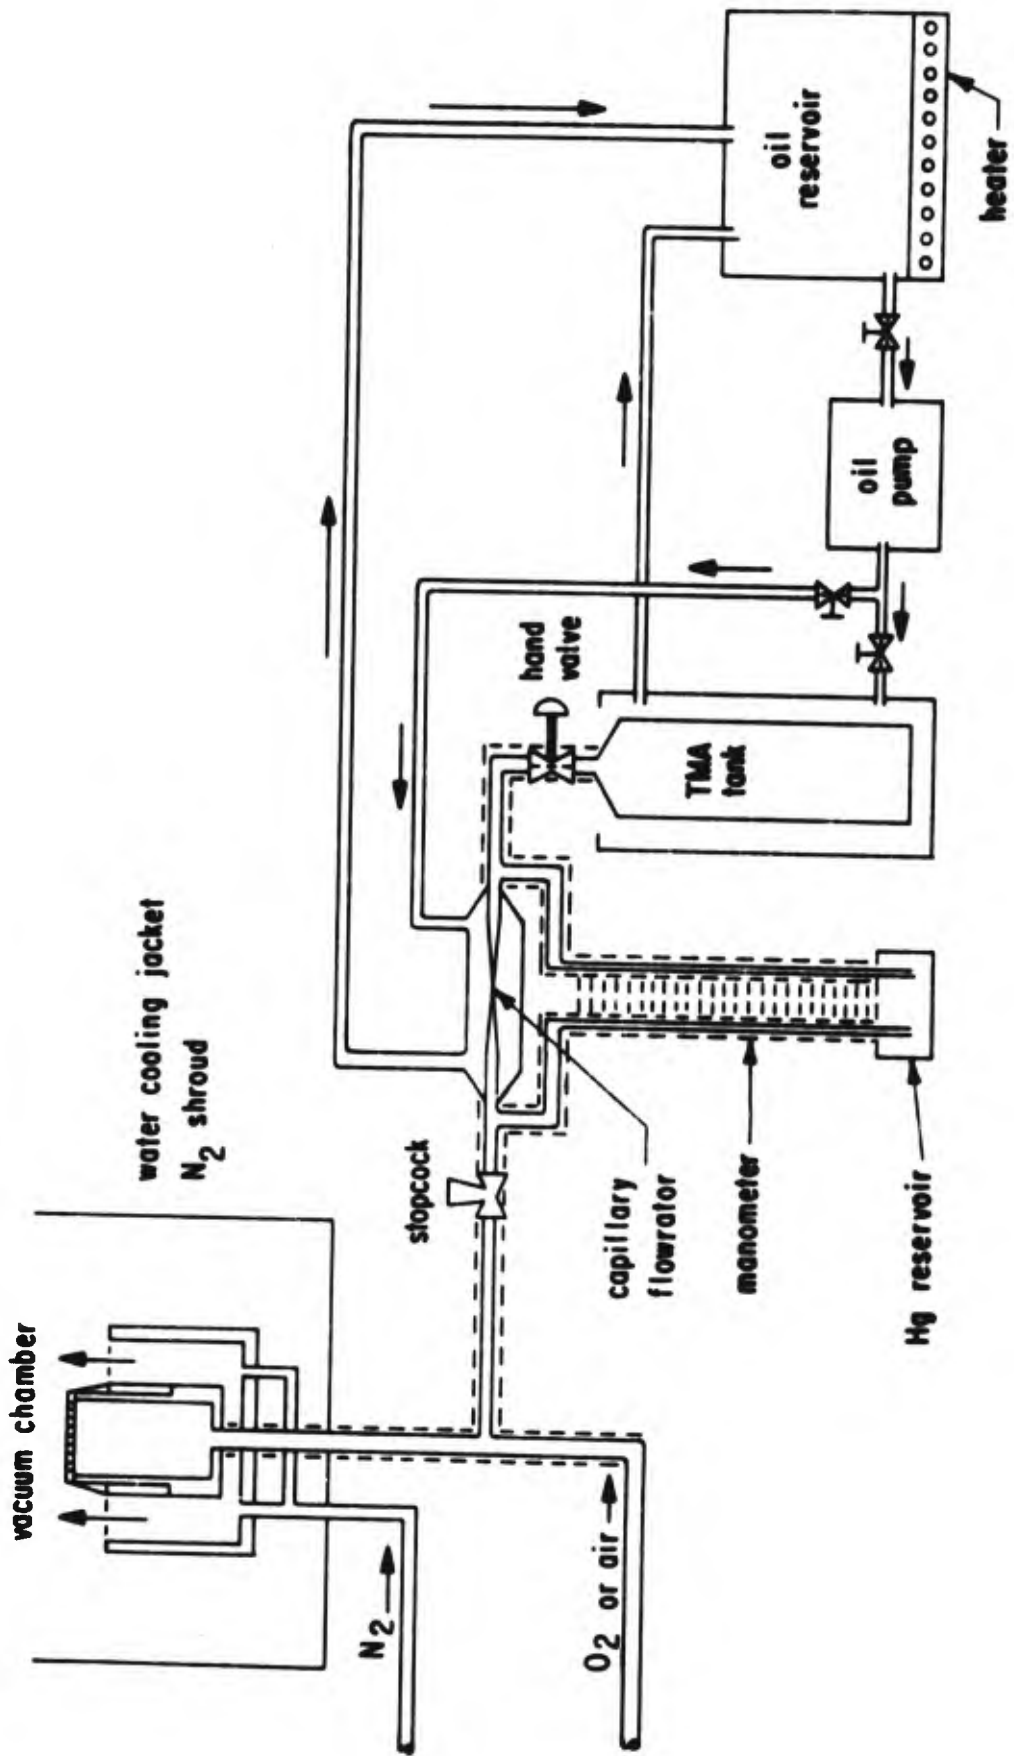 vacuum chamber
water cooling jacket
N2 shroud
stopcock
hand
valve
oil
reservoir
N2
O2 or air
capillary
flowrator
manometer
Hg reservoir
TMA
tank
oil
pump
heater